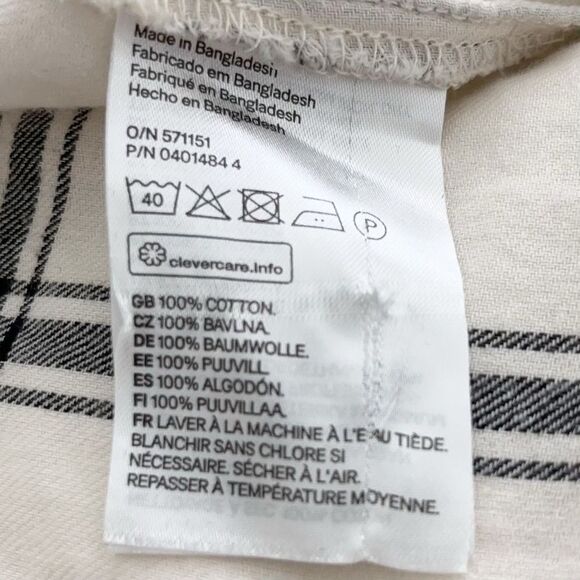 Made in Bangladesh
Fabricado em Bangladesh
Fabriqué en Bangladesh
Hecho en Bangladesh
O/N 571151
P/N 0401484 4
40
P
clevercare.info
GB 100% COTTON.
CZ 100% BAVLNA.
DE 100% BAUMWOLLE.
EE 100% PUUVILL.
ES 100% ALGODÓN.
FI 100% PUUVILLAA.
FR LAVER À LA MACHINE À L'EAU TIÈDE.
BLANCHIR SANS CHLORE SI
NÉCESSAIRE. SÉCHER À L'AIR.
REPASSER À TEMPÉRATURE MOYENNE.